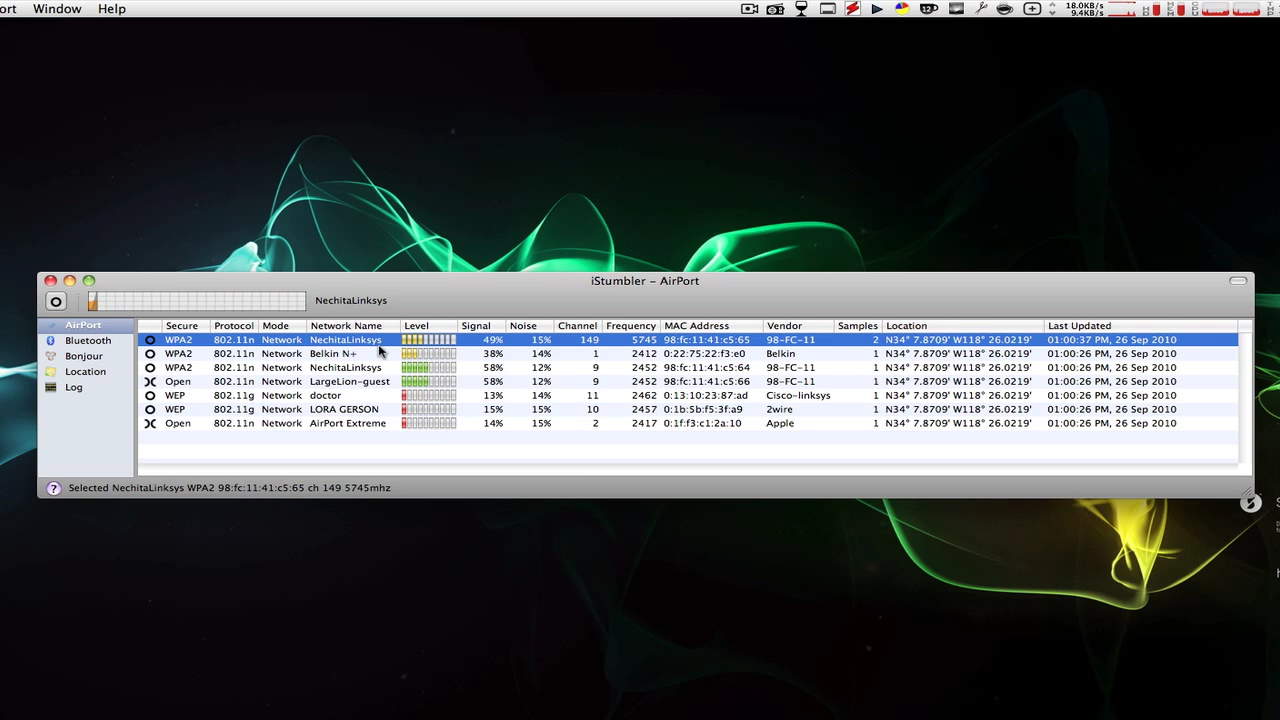 ort Window Help
12
18.0KB/s
9.4KB/s
iStumbler – AirPort
NechitaLinksys
AirPort
Bluetooth
Bonjour
Location
Log
Secure Protocol Mode Network Name Level Signal Noise Channel Frequency MAC Address Vendor Samples Location Last Updated
WPA2 802.11n Network NechitaLinksys 49% 15% 149 5745 98:fc:11:41:c5:65 98-FC-11 2 N34° 7.8709' W118° 26.0219' 01:00:37 PM, 26 Sep 2010
WPA2 802.11n Network Belkin N+ 38% 14% 1 2412 0:22:75:22:f3:e0 Belkin 1 N34° 7.8709' W118° 26.0219' 01:00:26 PM, 26 Sep 2010
WPA2 802.11n Network NechitaLinksys 58% 12% 9 2452 98:fc:11:41:c5:64 98-FC-11 1 N34° 7.8709' W118° 26.0219' 01:00:26 PM, 26 Sep 2010
Open 802.11n Network LargeLion-guest 58% 12% 9 2452 98:fc:11:41:c5:66 98-FC-11 1 N34° 7.8709' W118° 26.0219' 01:00:26 PM, 26 Sep 2010
WEP 802.11g Network doctor 13% 14% 11 2462 0:13:10:23:87:ad Cisco-linksys 1 N34° 7.8709' W118° 26.0219' 01:00:26 PM, 26 Sep 2010
WEP 802.11g Network LORA GERSON 15% 15% 10 2457 0:1b:5b:f5:3f:a9 2wire 1 N34° 7.8709' W118° 26.0219' 01:00:26 PM, 26 Sep 2010
Open 802.11n Network AirPort Extreme 14% 15% 2 2417 0:1f:f3:c1:2a:10 Apple 1 N34° 7.8709' W118° 26.0219' 01:00:26 PM, 26 Sep 2010
? Selected NechitaLinksys WPA2 98:fc:11:41:c5:65 ch 149 5745mhz